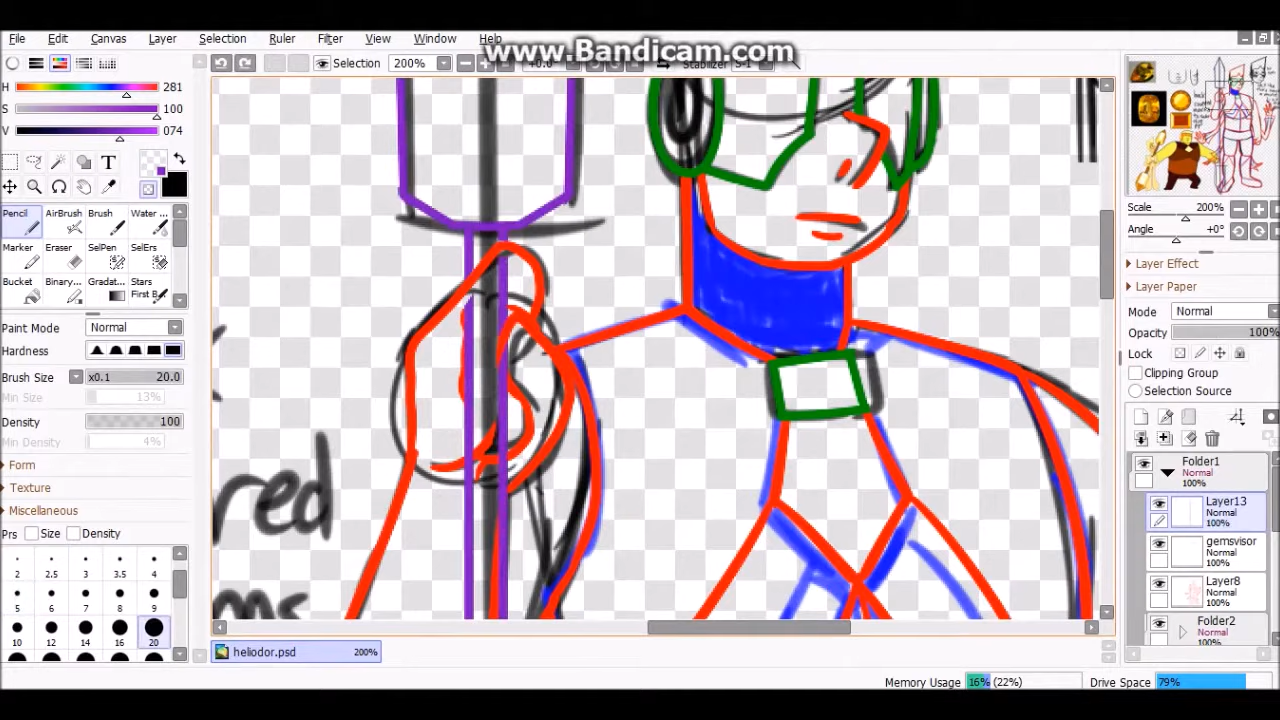 www.Bandicam.com
File Edit Canvas Layer Selection Ruler Filter View Window Help
Selection 200% +0.0° Stabilizer S-1
H 281
S 100
V 074
T
Pencil AirBrush Brush Water ...
Marker Eraser SelPen SelErs
Bucket Binary... Gradat... Stars
First B...
Paint Mode Normal
Hardness
Brush Size x0.1 20.0
Min Size 13%
Density 100
Min Density 4%
Form
Texture
Miscellaneous
Prs Size Density
2 2.5 3 3.5 4
5 6 7 8 9
10 12 14 16 20
red
ms
Scale 200%
Angle +0°
Layer Effect
Layer Paper
Mode Normal
Opacity 100%
Lock
Clipping Group
Selection Source
Folder1
Normal
100%
Layer13
Normal
100%
gemsvisor
Normal
100%
Layer8
Normal
100%
Folder2
Normal
heliodor.psd 200%
Memory Usage 16% (22%) Drive Space 79%